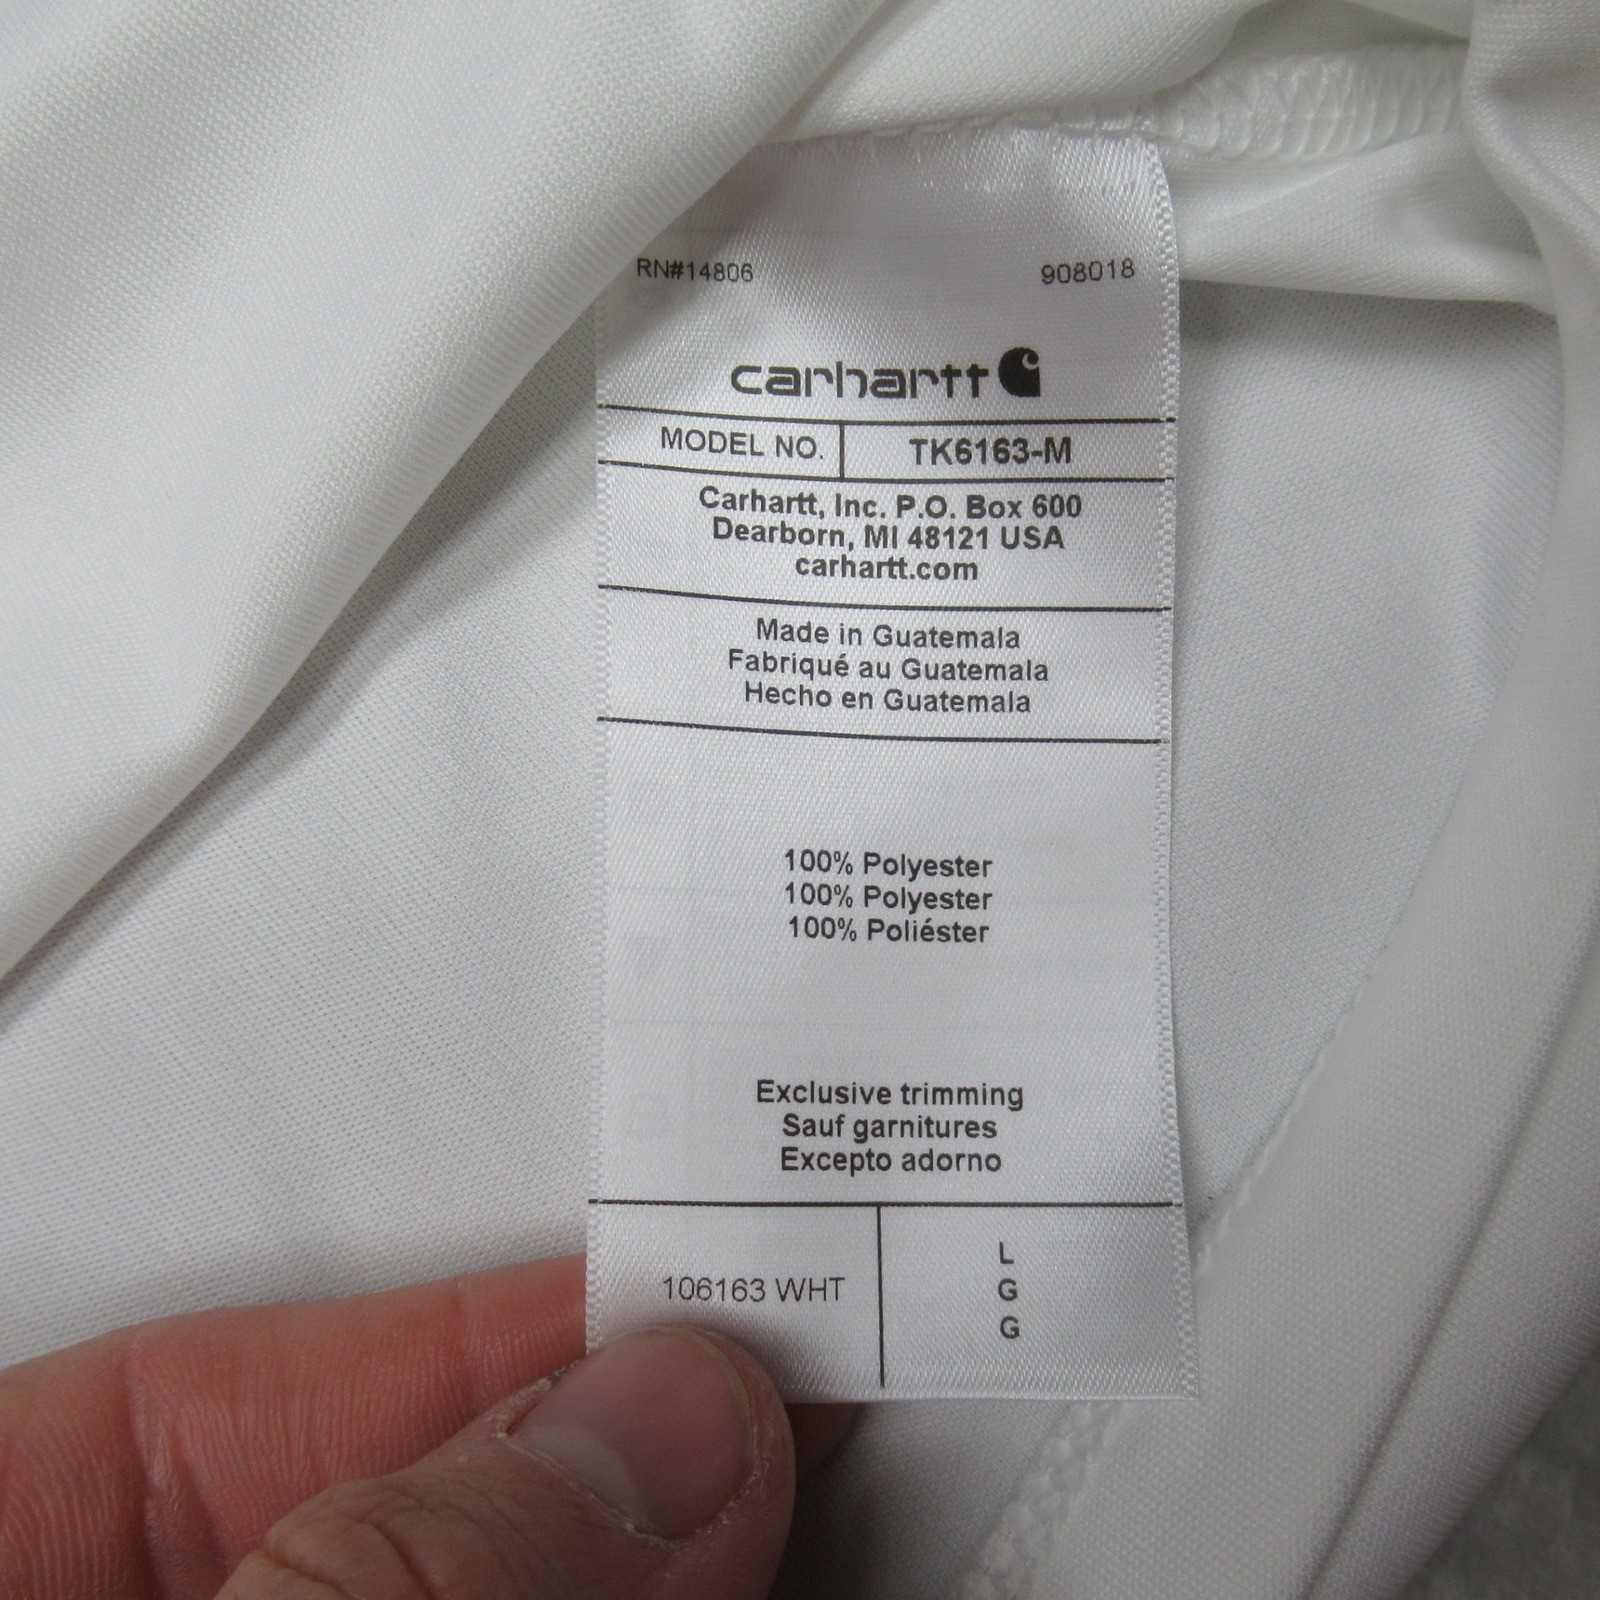 RN#14806 908018
carhartt
MODEL NO. TK6163-M
Carhartt, Inc. P.O. Box 600
Dearborn, MI 48121 USA
carhartt.com
Made in Guatemala
Fabriqué au Guatemala
Hecho en Guatemala
100% Polyester
100% Polyester
100% Poliéster
Exclusive trimming
Sauf garnitures
Excepto adorno
106163 WHT
L
G
G